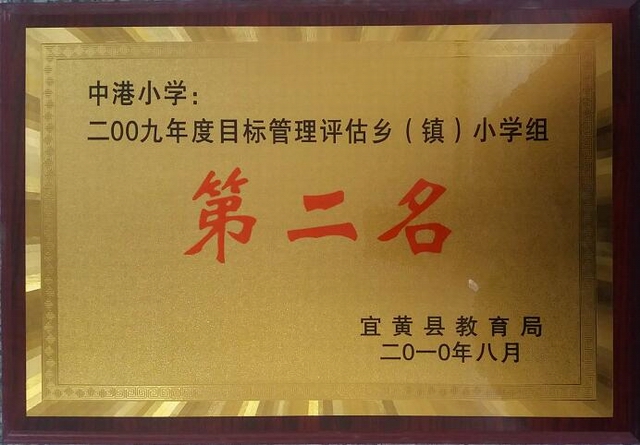 中港小学：
二00九年度目标管理评估乡（镇）小学组
第二名
宜黄县教育局
二0一0年八月